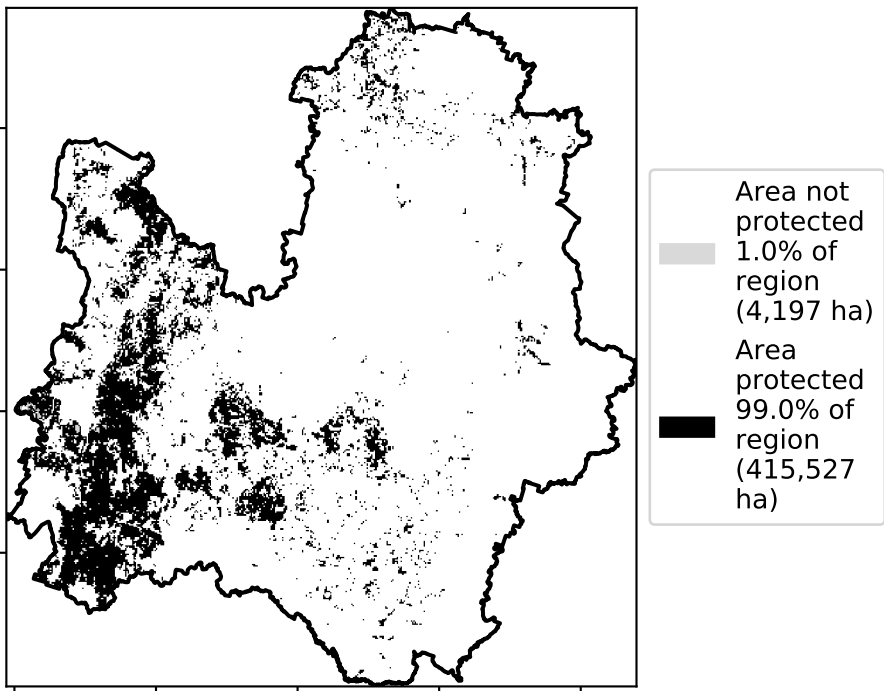 Area not
protected
1.0% of
region
(4,197 ha)
Area
protected
99.0% of
region
(415,527
ha)